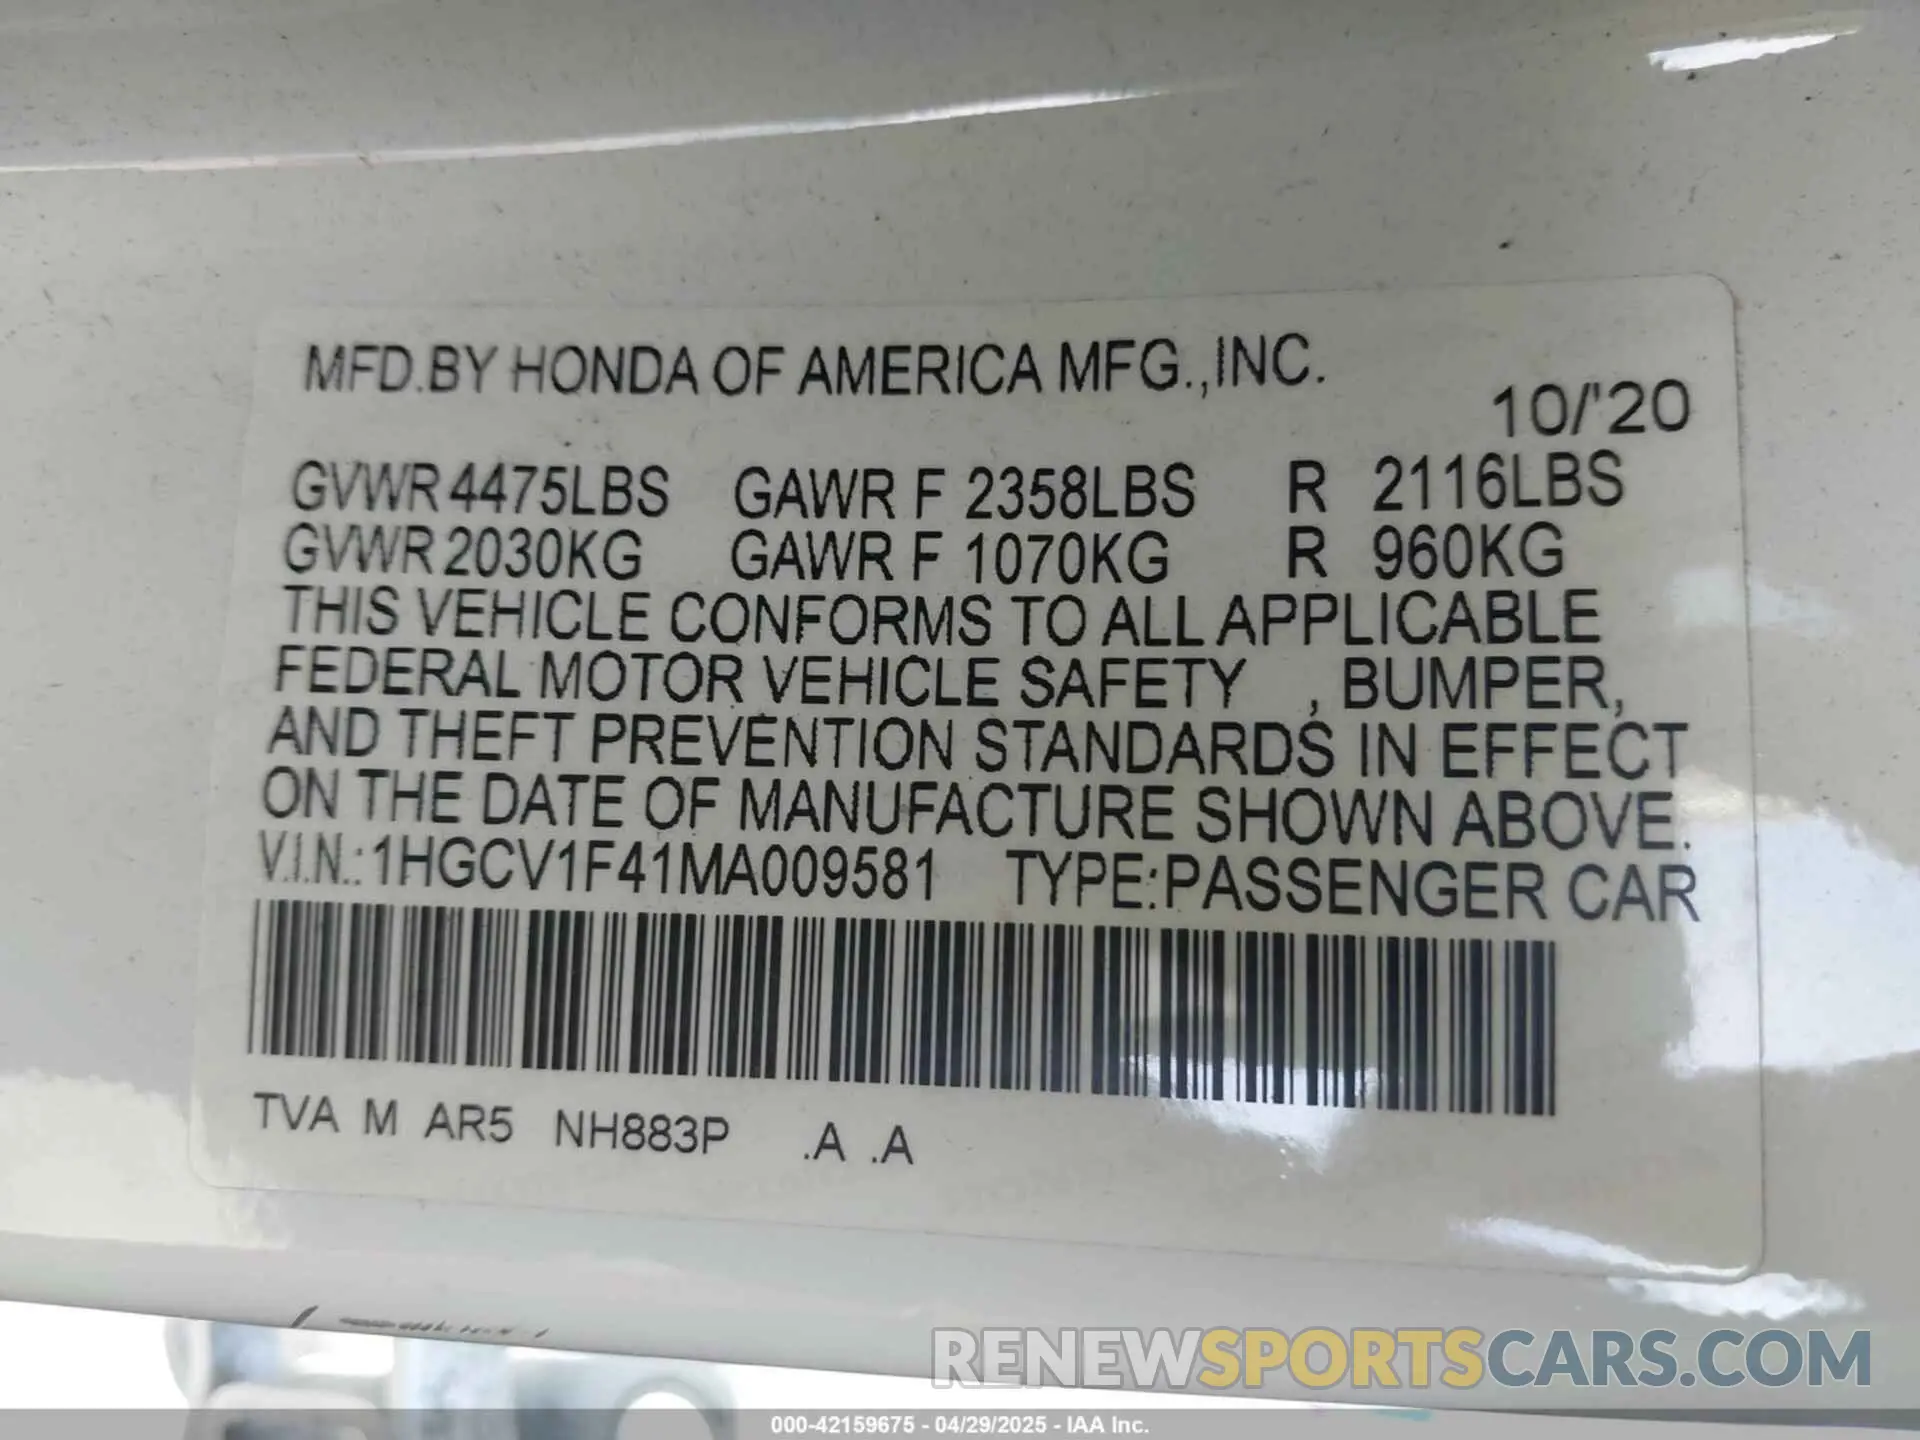 MFD.BY HONDA OF AMERICA MFG.,INC.
10/'20
GVWR 4475LBS GAWR F 2358LBS R 2116LBS
GVWR 2030KG GAWR F 1070KG R 960KG
THIS VEHICLE CONFORMS TO ALL APPLICABLE
FEDERAL MOTOR VEHICLE SAFETY , BUMPER,
AND THEFT PREVENTION STANDARDS IN EFFECT
ON THE DATE OF MANUFACTURE SHOWN ABOVE.
V.I.N.:1HGCV1F41MA009581 TYPE:PASSENGER CAR
TVA M AR5 NH883P .A .A
RENEWSPORTSCARS.COM
000-42159675 - 04/29/2025 - IAA Inc.